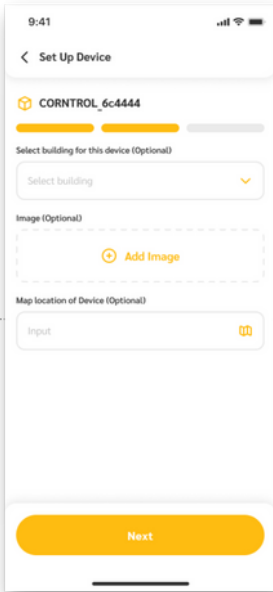 9:41
Set Up Device
CORNTROL_6c4444
Select building for this device (Optional)
Select building
Image (Optional)
Add Image
Map location of Device (Optional)
Input
Next